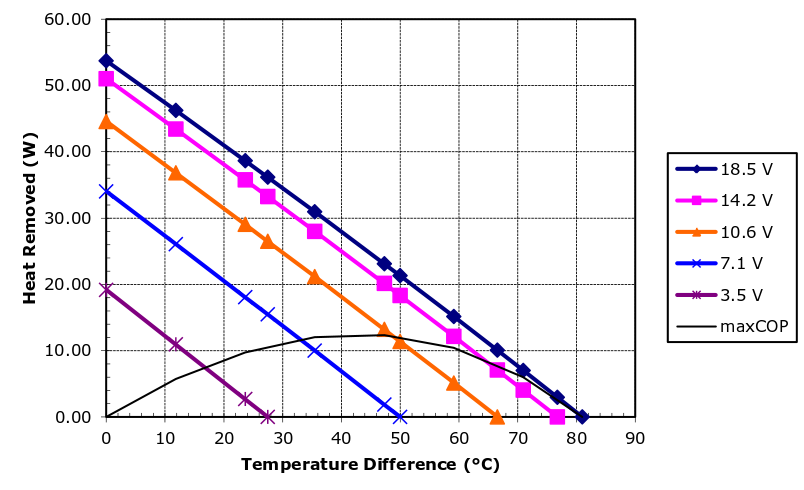 60.00
50.00
40.00
30.00
20.00
10.00
0.00
Heat Removed (W)
0 10 20 30 40 50 60 70 80 90
Temperature Difference (ºC)
18.5 V
14.2 V
10.6 V
7.1 V
3.5 V
maxCOP